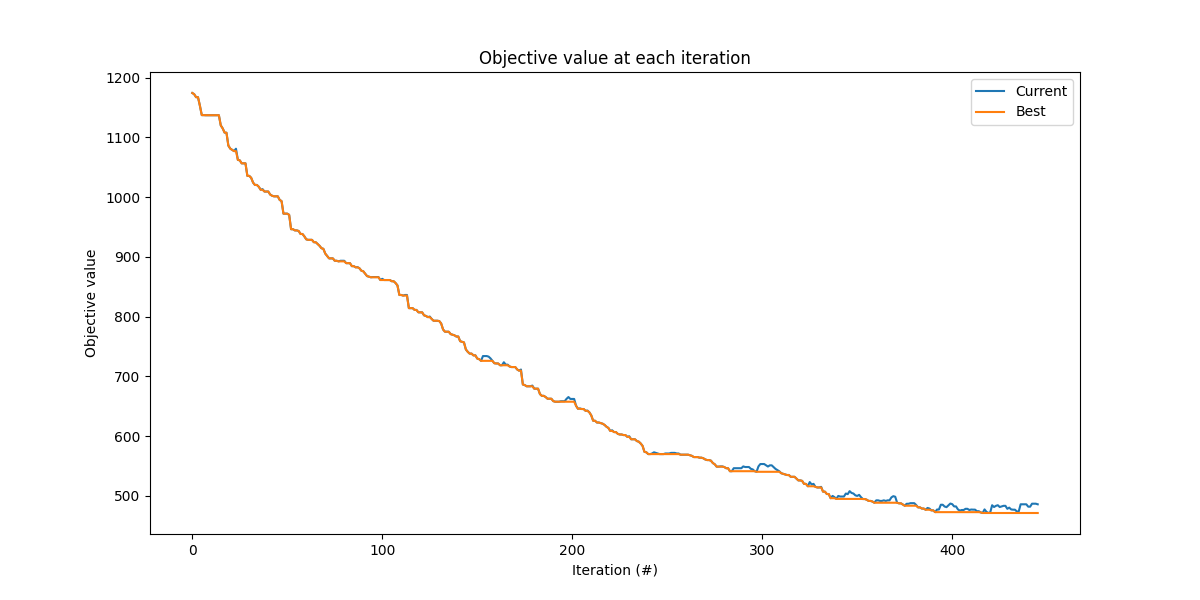 Objective value at each iteration
Current
Best
1200
1100
1000
900
800
700
600
500
Objective value
0
100
200
300
400
Iteration (#)